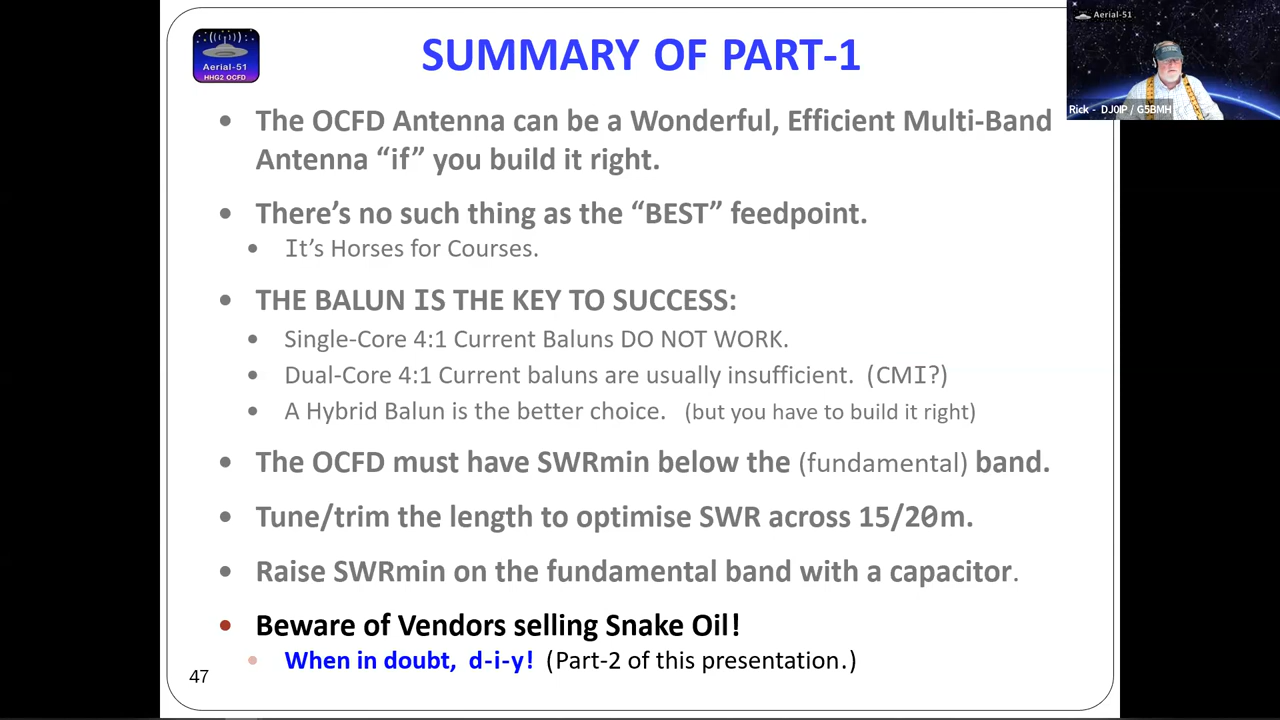 SUMMARY OF PART-1
Aerial-51
HHG2 OCFD
Aerial-51
Rick - DJ0IP / G5BMH
• The OCFD Antenna can be a Wonderful, Efficient Multi-Band
Antenna “if” you build it right.
• There’s no such thing as the “BEST” feedpoint.
• It’s Horses for Courses.
• THE BALUN IS THE KEY TO SUCCESS:
• Single-Core 4:1 Current Baluns DO NOT WORK.
• Dual-Core 4:1 Current baluns are usually insufficient. (CMI?)
• A Hybrid Balun is the better choice. (but you have to build it right)
• The OCFD must have SWRmin below the (fundamental) band.
• Tune/trim the length to optimise SWR across 15/20m.
• Raise SWRmin on the fundamental band with a capacitor.
• Beware of Vendors selling Snake Oil!
• When in doubt, d-i-y! (Part-2 of this presentation.)
47